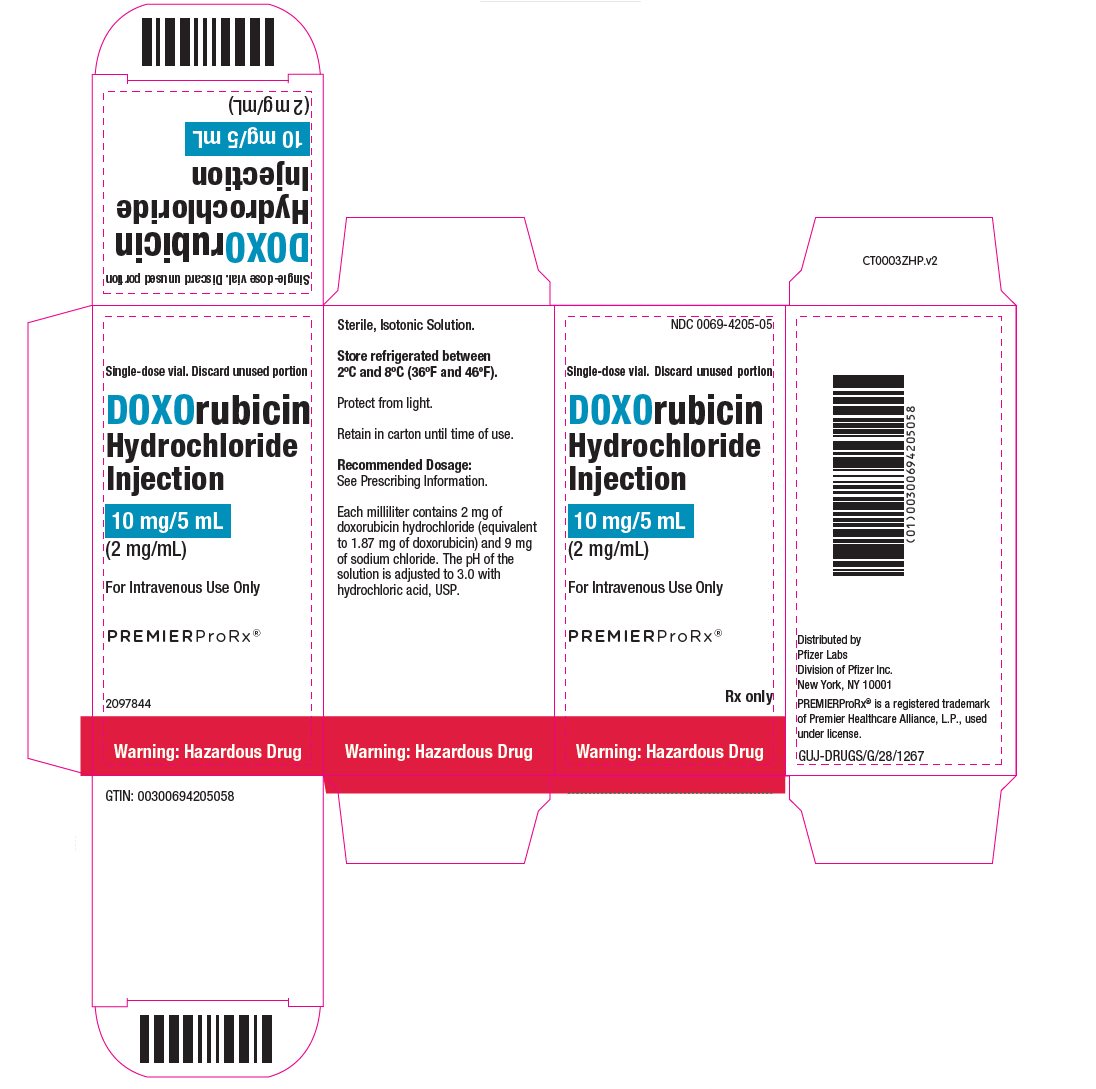 (2 mg/mL)
10 mg/5 mL
Injection
Hydrochloride
DOXOrubicin
Single-dose vial. Discard unused portion
Single-dose vial. Discard unused portion
DOXOrubicin
Hydrochloride
Injection
10 mg/5 mL
(2 mg/mL)
For Intravenous Use Only
PREMIERProRx®
2097844
Warning: Hazardous Drug
GTIN: 00300694205058
Sterile, Isotonic Solution.
Store refrigerated between
2ºC and 8ºC (36ºF and 46ºF).
Protect from light.
Retain in carton until time of use.
Recommended Dosage:
See Prescribing Information.
Each milliliter contains 2 mg of
doxorubicin hydrochloride (equivalent
to 1.87 mg of doxorubicin) and 9 mg
of sodium chloride. The pH of the
solution is adjusted to 3.0 with
hydrochloric acid, USP.
Warning: Hazardous Drug
NDC 0069-4205-05
Single-dose vial. Discard unused portion
DOXOrubicin
Hydrochloride
Injection
10 mg/5 mL
(2 mg/mL)
For Intravenous Use Only
PREMIERProRx®
Rx only
Warning: Hazardous Drug
CT0003ZHP.v2
(01)00300694205058
Distributed by
Pfizer Labs
Division of Pfizer Inc.
New York, NY 10001
PREMIERProRx® is a registered trademark
of Premier Healthcare Alliance, L.P., used
under license.
GUJ-DRUGS/G/28/1267